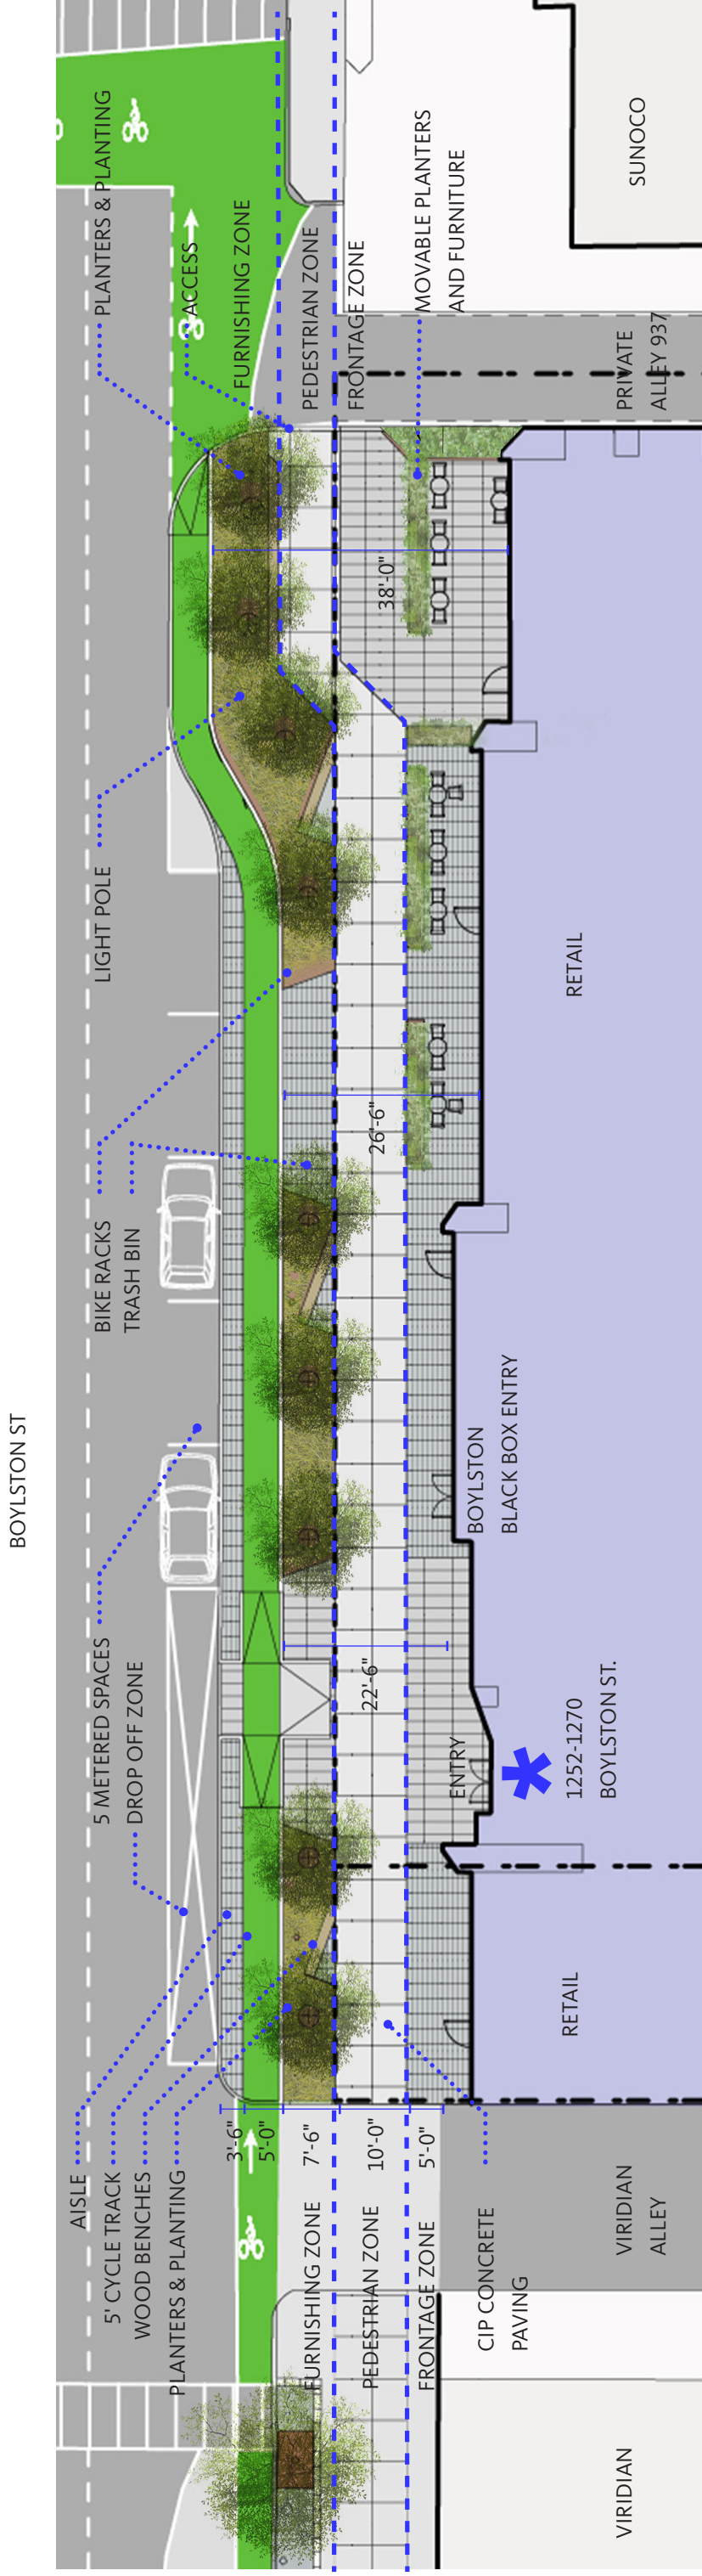 BOYLSTON ST
AISLE
5' CYCLE TRACK
WOOD BENCHES
PLANTERS & PLANTING
5 METERED SPACES
DROP OFF ZONE
BIKE RACKS
TRASH BIN
LIGHT POLE
PLANTERS & PLANTING
ACCESS
FURNISHING ZONE
PEDESTRIAN ZONE
FRONTAGE ZONE
MOVABLE PLANTERS
AND FURNITURE
3'-6"
5'-0"
7'-6"
10'-0"
5'-0"
22'-6"
26'-6"
38'-0"
FURNISHING ZONE
PEDESTRIAN ZONE
FRONTAGE ZONE
CIP CONCRETE
PAVING
VIRIDIAN
VIRIDIAN
ALLEY
RETAIL
ENTRY
1252-1270
BOYLSTON ST.
BOYLSTON
BLACK BOX ENTRY
RETAIL
PRIVATE
ALLEY 937
SUNOCO